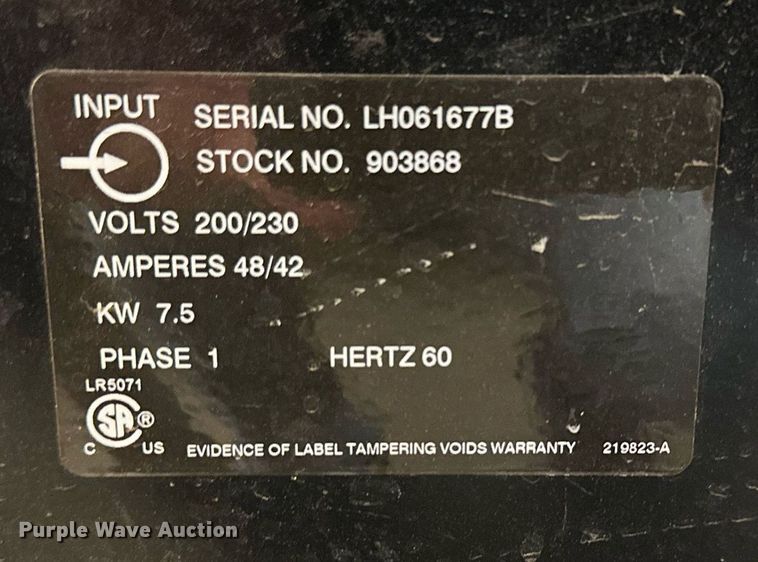 INPUT
SERIAL NO. LH061677B
STOCK NO. 903868
VOLTS 200/230
AMPERES 48/42
KW 7.5
PHASE 1 HERTZ 60
LR5071
SA ®
C US EVIDENCE OF LABEL TAMPERING VOIDS WARRANTY 219823-A
Purple Wave Auction